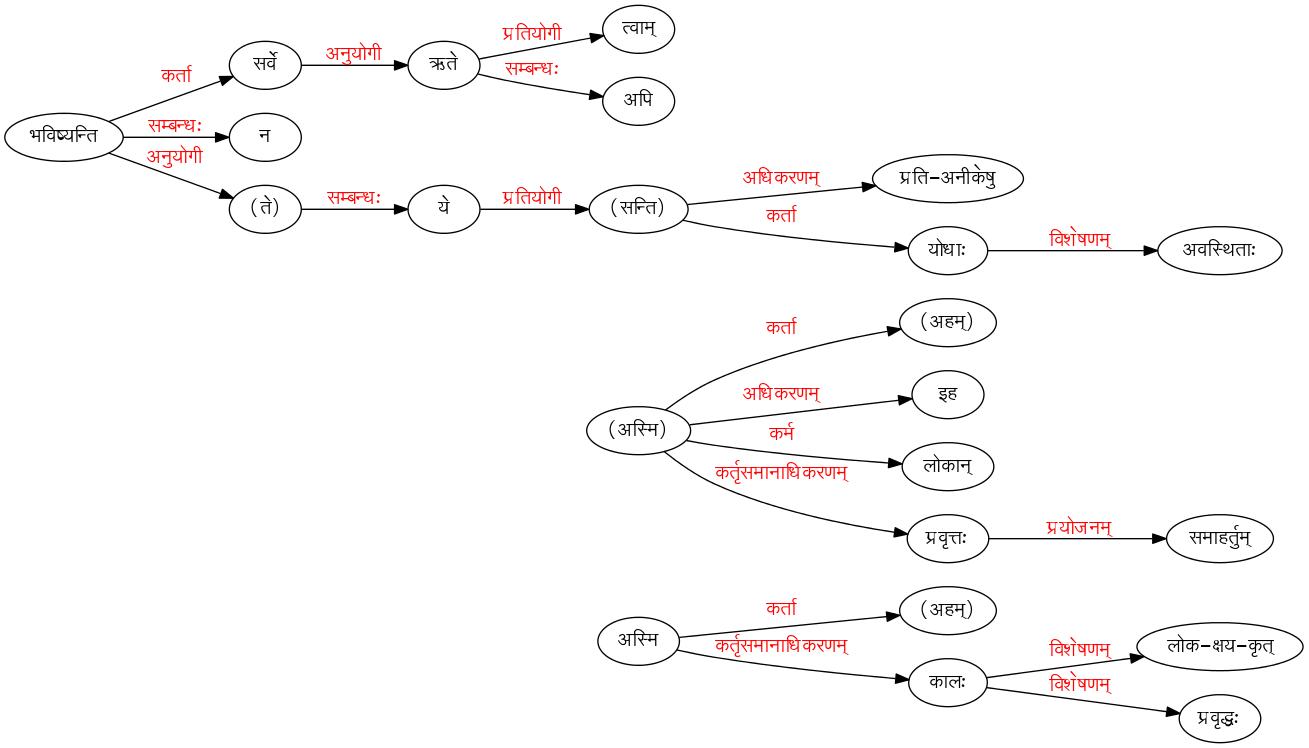 प्रतियोगी
त्वाम्
कर्ता
सर्वे
अनुयोगी
ऋते
सम्बन्धः
अपि
भविष्यन्ति
सम्बन्धः
न
अनुयोगी
(ते)
सम्बन्धः
ये
प्रतियोगी
(सन्ति)
अधिकरणम्
प्रति-अनीकेषु
कर्ता
योधाः
विशेषणम्
अवस्थिताः
कर्ता
(अहम्)
अधिकरणम्
इह
(अस्मि)
कर्म
लोकान्
कर्तृसमानाधिकरणम्
प्रवृत्तः
प्रयोजनम्
समाहर्तुम्
कर्ता
(अहम्)
अस्मि
कर्तृसमानाधिकरणम्
कालः
विशेषणम्
लोक-क्षय-कृत्
विशेषणम्
प्रवृद्धः